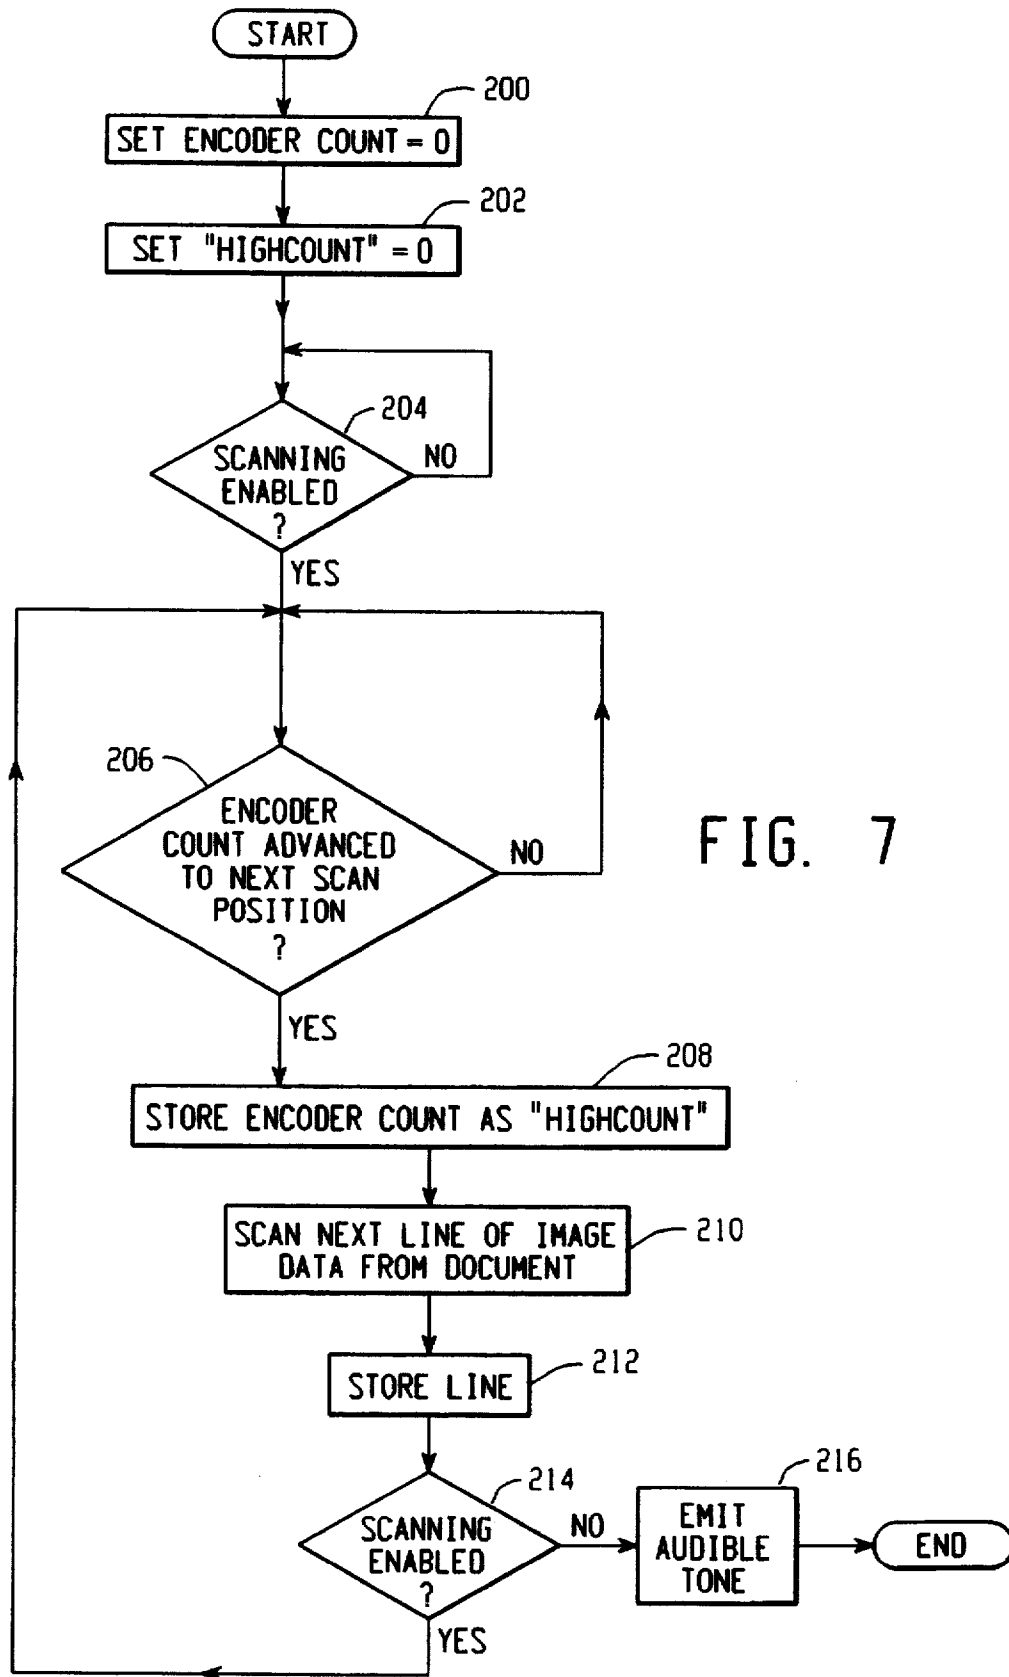 START
200
SET ENCODER COUNT = 0
202
SET "HIGHCOUNT" = 0
204
SCANNING
ENABLED
?
NO
YES
206
ENCODER
COUNT ADVANCED
TO NEXT SCAN
POSITION
?
NO
FIG. 7
YES
208
STORE ENCODER COUNT AS "HIGHCOUNT"
210
SCAN NEXT LINE OF IMAGE
DATA FROM DOCUMENT
212
STORE LINE
214
SCANNING
ENABLED
?
NO
216
EMIT
AUDIBLE
TONE
END
YES